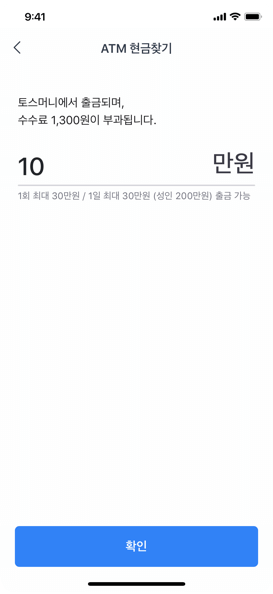 9:41
ATM 현금찾기
토스머니에서 출금되며,
수수료 1,300원이 부과됩니다.
10 만원
1회 최대 30만원 / 1일 최대 30만원 (성인 200만원) 출금 가능
확인